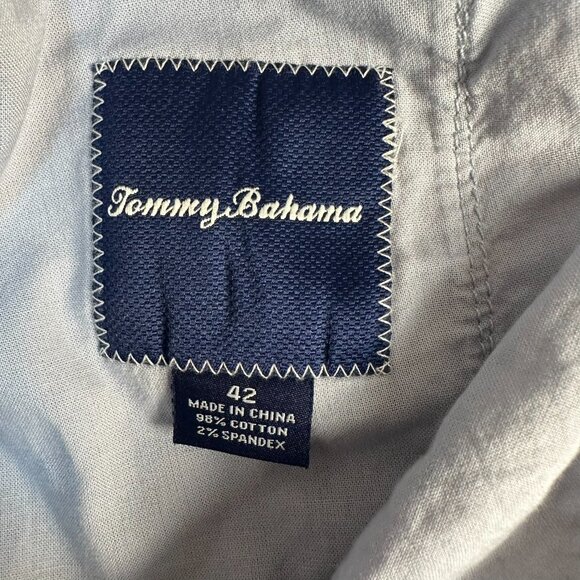 Tommy Bahama
42
MADE IN CHINA
98% COTTON
2% SPANDEX